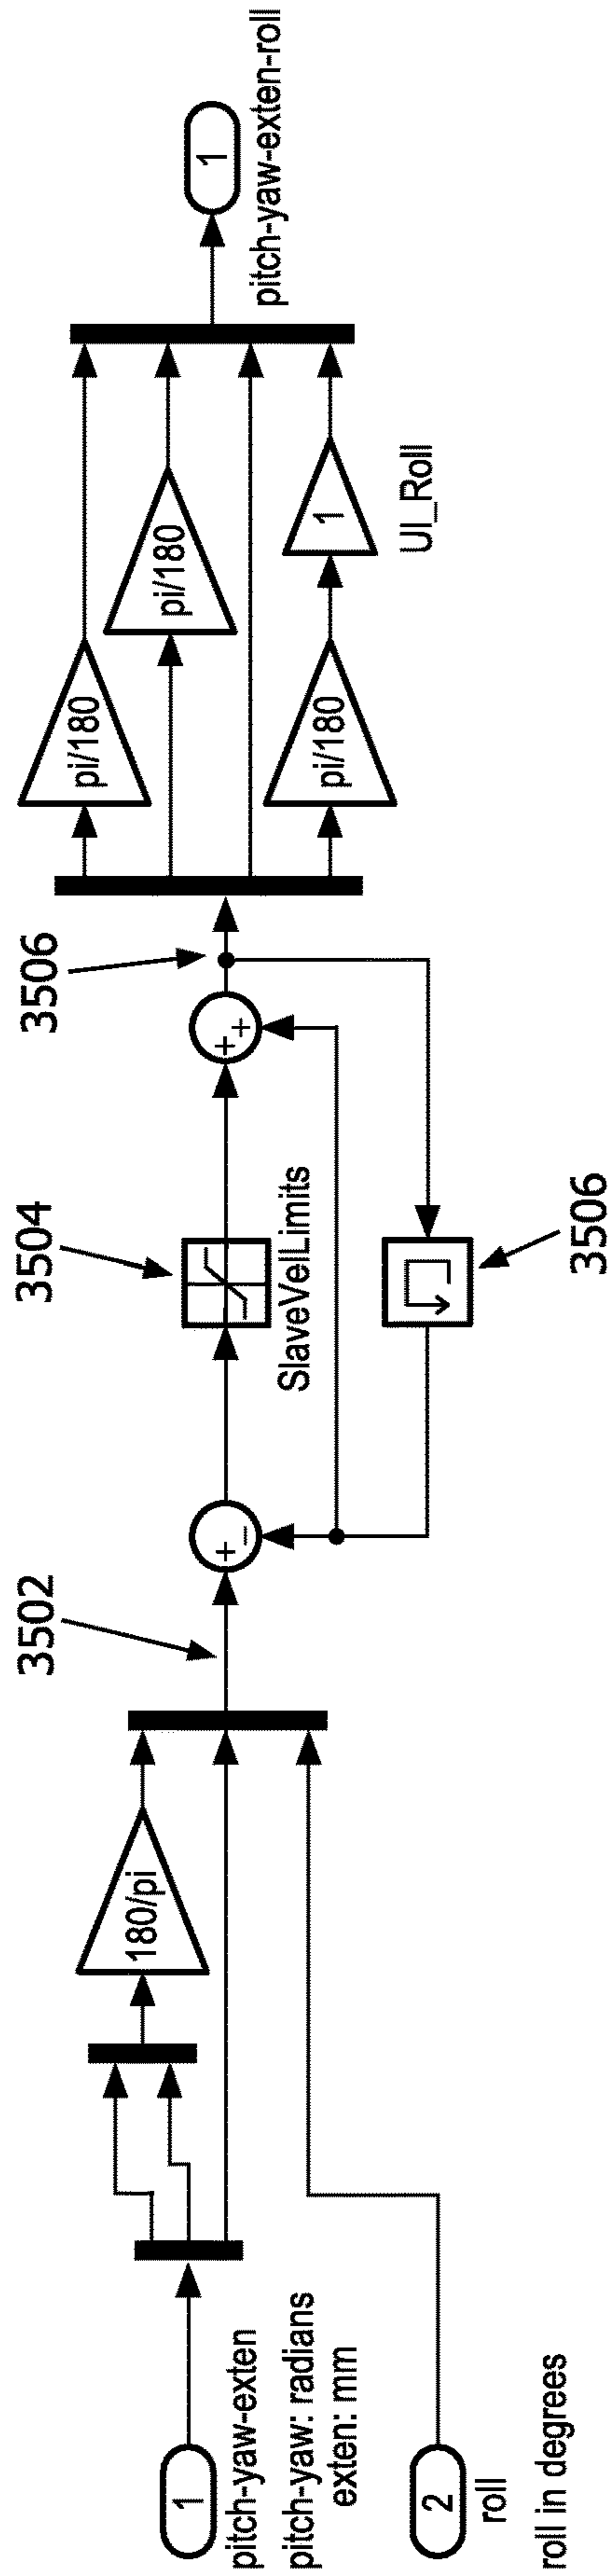 1
pitch-yaw-exten
pitch-yaw: radians
exten: mm
2
roll
roll in degrees
180/pi
3502
+
−
3504
SlaveVelLimits
+
+
3506
3506
pi/180
pi/180
pi/180
1
UI_Roll
1
pitch-yaw-exten-roll